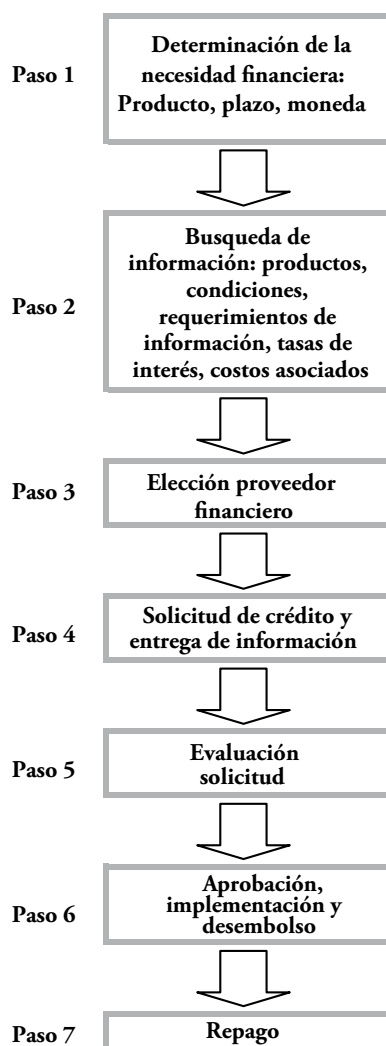 Paso 1
Determinación de la
necesidad financiera:
Producto, plazo, moneda
Paso 2
Busqueda de
información: productos,
condiciones,
requerimientos de
información, tasas de
interés, costos asociados
Paso 3
Elección proveedor
financiero
Paso 4
Solicitud de crédito y
entrega de información
Paso 5
Evaluación
solicitud
Paso 6
Aprobación,
implementación y
desembolso
Paso 7
Repago